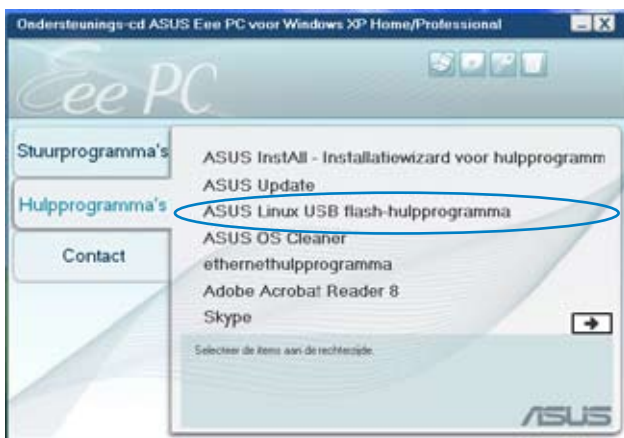 Ondersteunings-cd ASUS Eee PC voor Windows XP Home/Professional
Eee PC
Stuurprogramma's
Hulpprogramma's
Contact
ASUS InstAll - Installatiewizard voor hulpprogramm
ASUS Update
ASUS Linux USB flash-hulpprogramma
ASUS OS Cleaner
ethernethulpprogramma
Adobe Acrobat Reader 8
Skype
Selecteer de items aan de rechterzijde.
ASUS